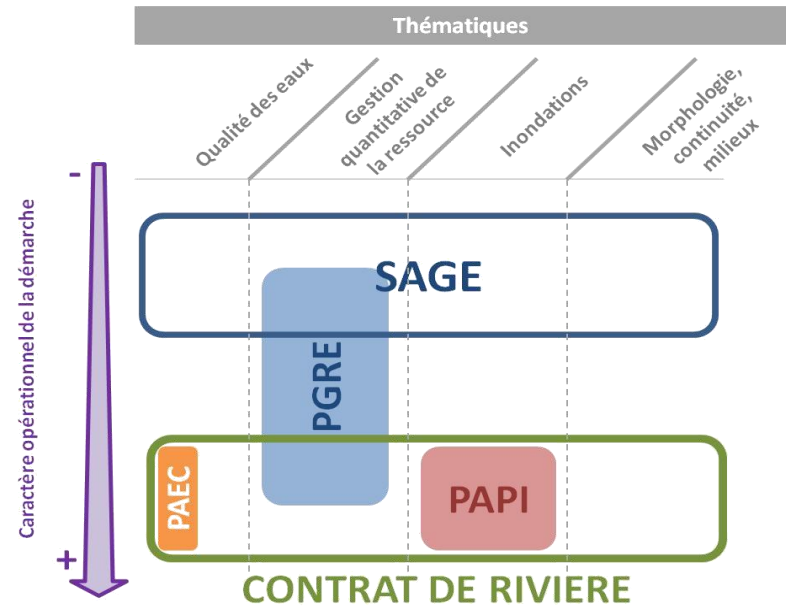 Thématiques
Qualité des eaux
Gestion
quantitative de
la ressource
Inondations
Morphologie,
continuité,
milieux
-
Caractère opérationnel de la démarche
+
SAGE
PGRE
PAEC
PAPI
CONTRAT DE RIVIERE